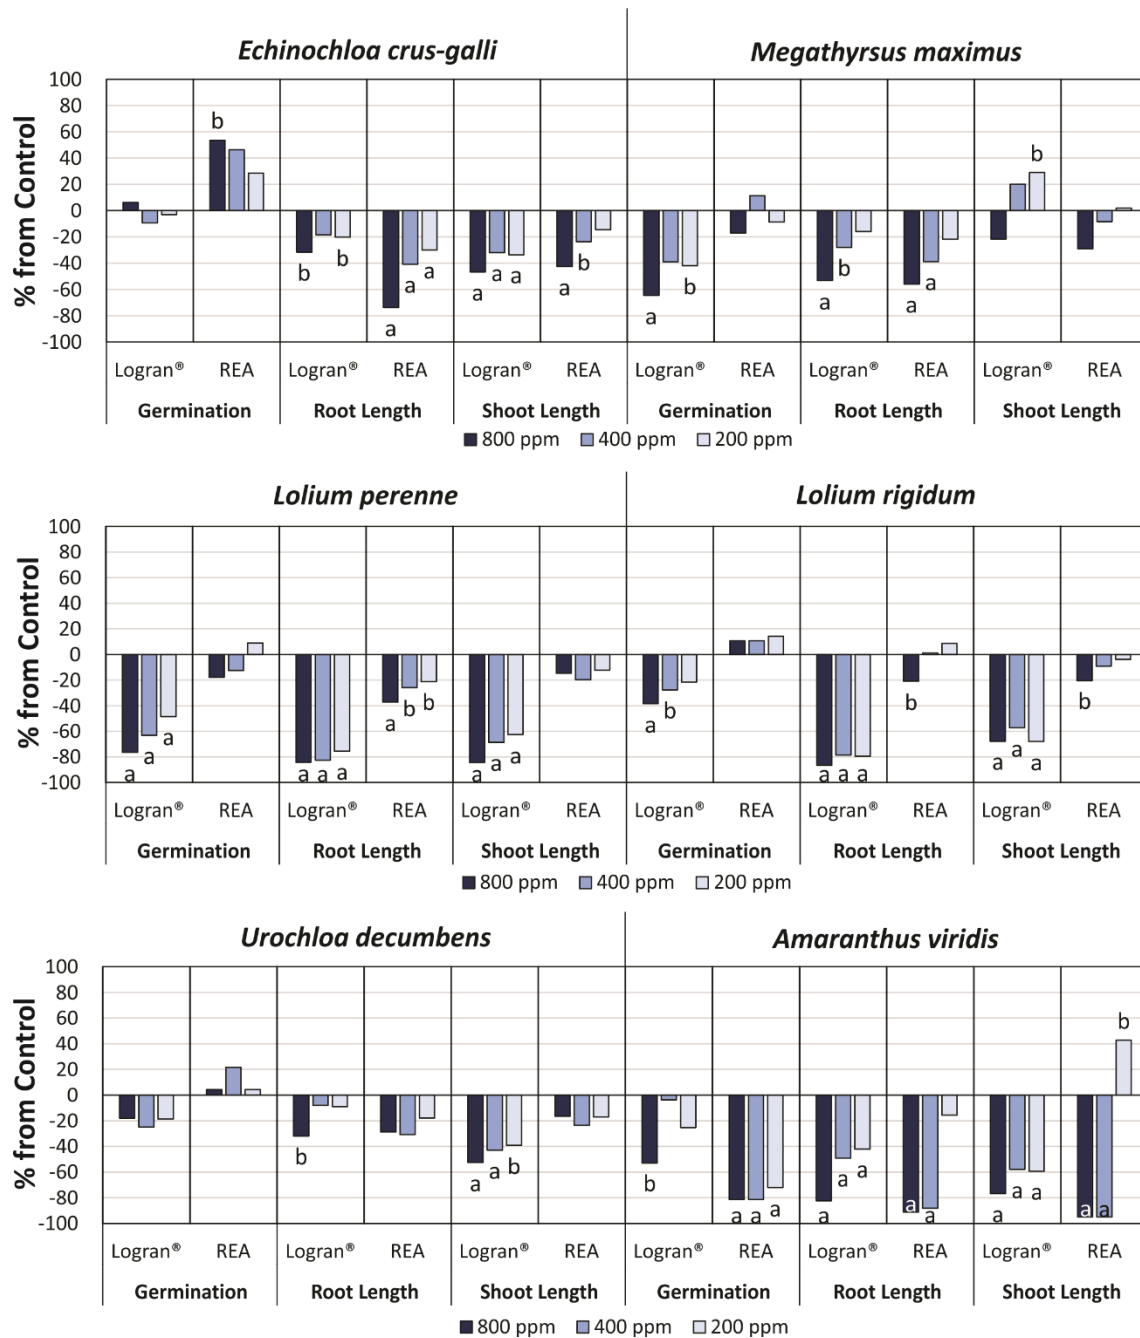 Echinochloa crus-galli Megathyrsus maximus
% from Control
100
80
60
40
20
0
-20
-40
-60
-80
-100
b
b b
a a a
a a a
a b
a b
a b
a a
b
Logran® REA Logran® REA Logran® REA Logran® REA Logran® REA Logran® REA
Germination Root Length Shoot Length Germination Root Length Shoot Length
800 ppm 400 ppm 200 ppm
Lolium perenne Lolium rigidum
% from Control
100
80
60
40
20
0
-20
-40
-60
-80
-100
a a a
a a a
a b b
a a a
a b
a a a
b
a a a
b
Logran® REA Logran® REA Logran® REA Logran® REA Logran® REA Logran® REA
Germination Root Length Shoot Length Germination Root Length Shoot Length
800 ppm 400 ppm 200 ppm
Urochloa decumbens Amaranthus viridis
% from Control
100
80
60
40
20
0
-20
-40
-60
-80
-100
b
a a b
b
a a a
a a a
a a
a a a
a a b
Logran® REA Logran® REA Logran® REA Logran® REA Logran® REA Logran® REA
Germination Root Length Shoot Length Germination Root Length Shoot Length
800 ppm 400 ppm 200 ppm